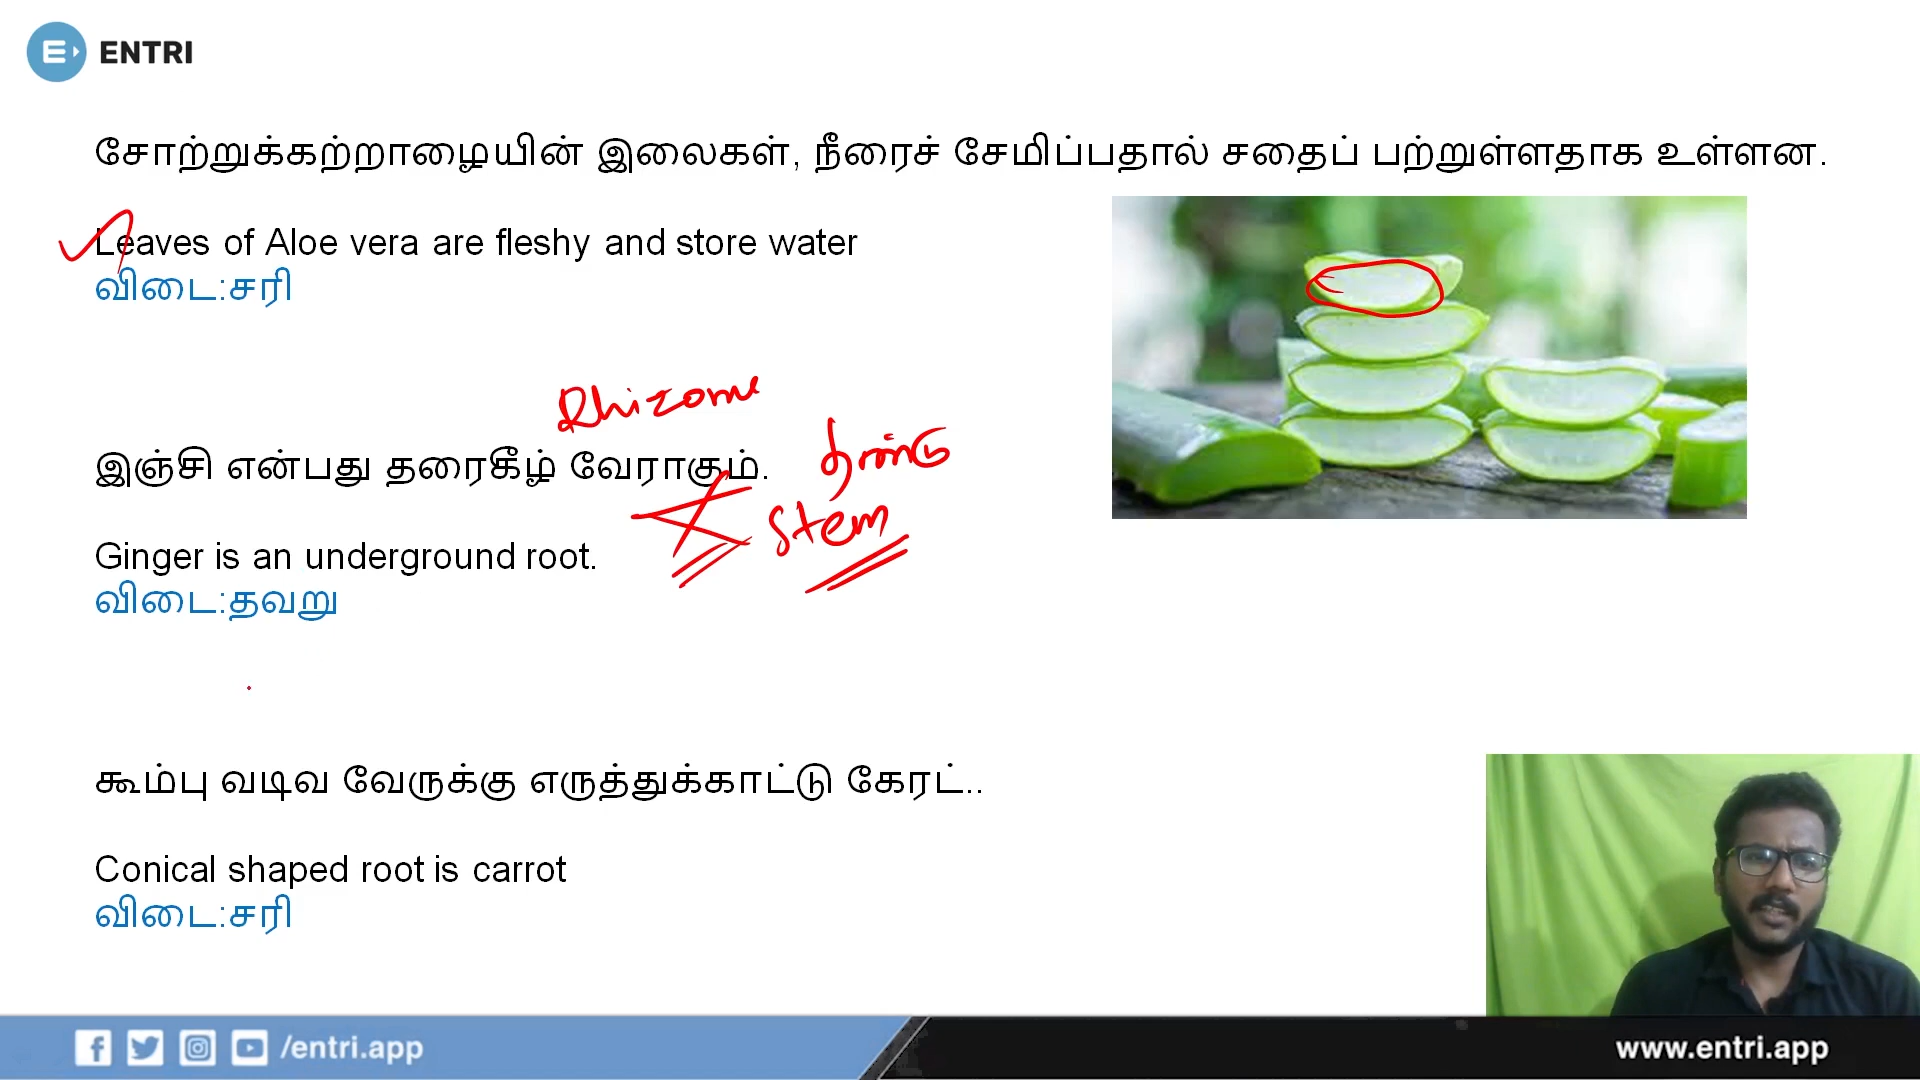 ENTRI
சோற்றுக்கற்றாழையின் இலைகள், நீரைச் சேமிப்பதால் சதைப் பற்றுள்ளதாக உள்ளன.
Leaves of Aloe vera are fleshy and store water
விடை:சரி
Rhizome
இஞ்சி என்பது தரைகீழ் வேராகும்.
தண்டு
Stem
Ginger is an underground root.
விடை:தவறு
கூம்பு வடிவ வேருக்கு எருத்துக்காட்டு கேரட்..
Conical shaped root is carrot
விடை:சரி
/entri.app
www.entri.app